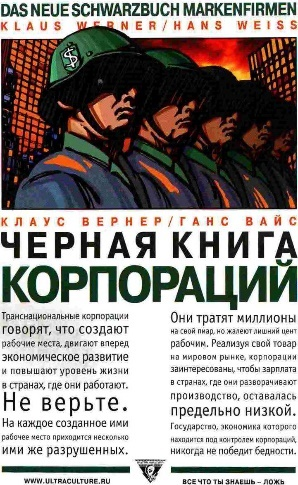 DAS NEUE SCHWARZBUCH MARKENFIRMEN
KLAUS WERNER/HANS WEISS
КЛАУС ВЕРНЕР/ГАНС ВАЙС
ЧЕРНАЯ КНИГА
КОРПОРАЦИЙ
Транснациональные корпорации
говорят, что создают
рабочие места, двигают вперед
экономическое развитие
и повышают уровень жизни
в странах, где они работают.
Не верьте.
На каждое созданное ими
рабочее место приходится несколько
ими же разрушенных.
Они тратят миллионы
на свой пиар, но жалеют лишний цент
рабочим. Реализуя свой товар
на мировом рынке, корпорации
заинтересованы, чтобы зарплата
в странах, где они разворачивают
производство, оставалась
предельно низкой.
Государство, экономика которого
находится под контролем корпораций,
никогда не победит бедности.
WWW.ULTRACULTURE.RU
ВСЕ ЧТО ТЫ ЗНАЕШЬ – ЛОЖЬ